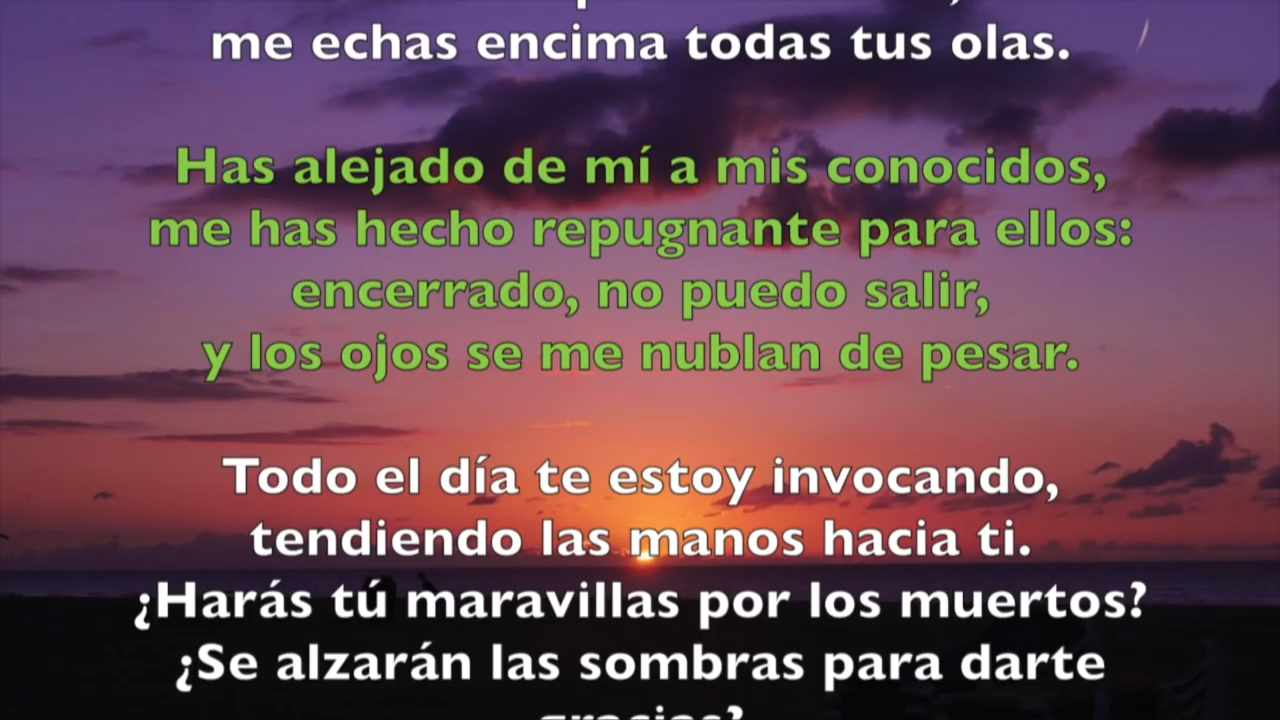 me echas encima todas tus olas.
Has alejado de mí a mis conocidos,
me has hecho repugnante para ellos:
encerrado, no puedo salir,
y los ojos se me nublan de pesar.
Todo el día te estoy invocando,
tendiendo las manos hacia ti.
¿Harás tú maravillas por los muertos?
¿Se alzarán las sombras para darte